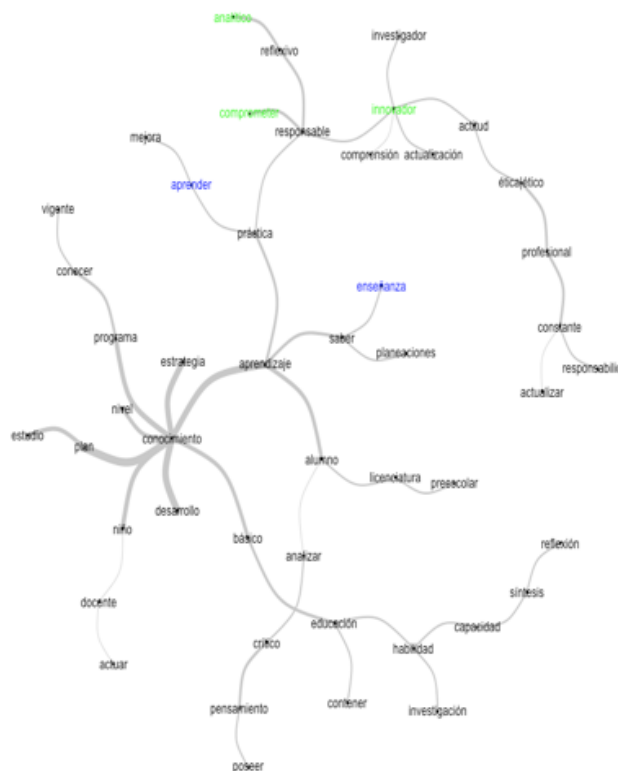 analítico
reflexivo
investigador
comprometer
innovador
responsable
actitud
mejora
comprensión
actualización
aprender
ética/ético
vigente
práctica
profesional
conocer
enseñanza
programa
saber
constante
estrategia
aprendizaje
planeaciones
responsabili
actualizar
nivel
estudio
plan
conocimiento
alumno
licenciatura
preescolar
desarrollo
niño
básico
reflexión
analizar
síntesis
docente
educación
capacidad
crítico
habilidad
actuar
pensamiento
contener
investigación
poseer